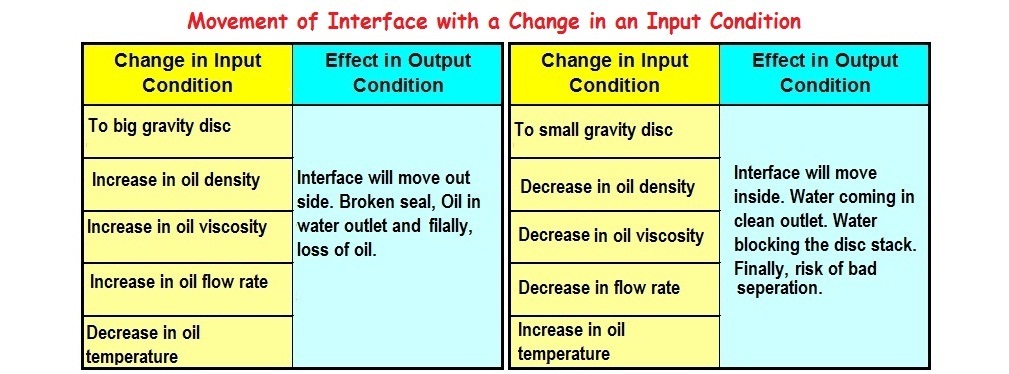 Movement of Interface with a Change in an Input Condition
Change in Input
Condition
Effect in Output
Condition
To big gravity disc
Increase in oil density
Increase in oil viscosity
Increase in oil flow rate
Decrease in oil
temperature
Interface will move out
side. Broken seal, Oil in
water outlet and filally,
loss of oil.
Change in Input
Condition
Effect in Output
Condition
To small gravity disc
Decrease in oil density
Decrease in oil viscosity
Decrease in flow rate
Increase in oil
temperature
Interface will move
inside. Water coming in
clean outlet. Water
blocking the disc stack.
Finally, risk of bad
seperation.